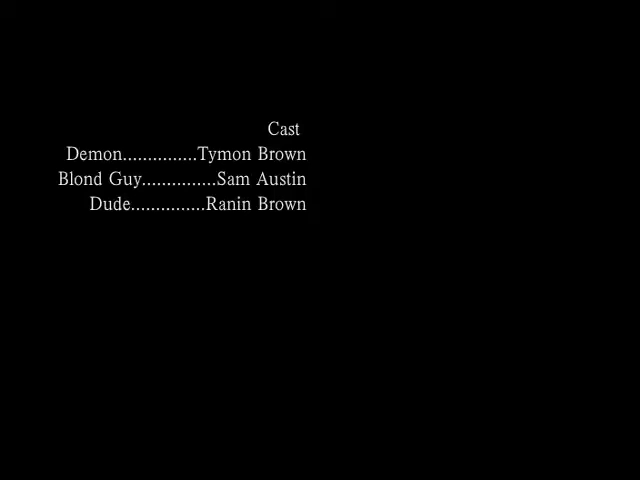 Cast
Demon...............Tymon Brown
Blond Guy...............Sam Austin
Dude...............Ranin Brown